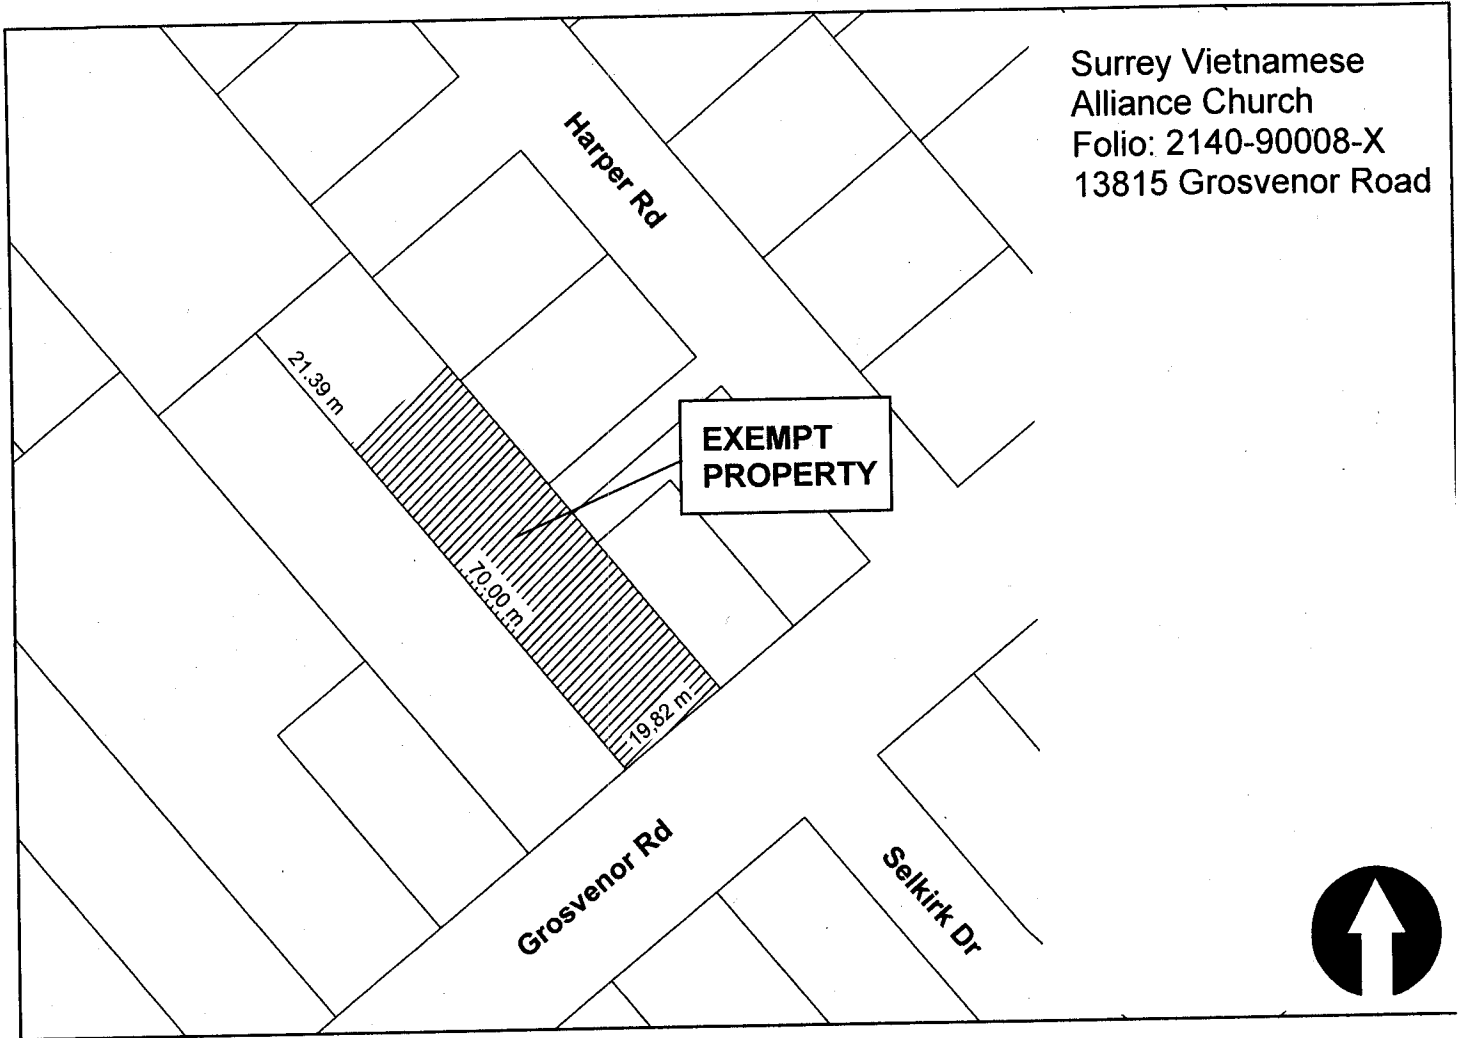 Surrey Vietnamese
Alliance Church
Folio: 2140-90008-X
13815 Grosvenor Road
Harper Rd
21.39 m
EXEMPT
PROPERTY
70.00 m
19,82 m
Grosvenor Rd
Selkirk Dr